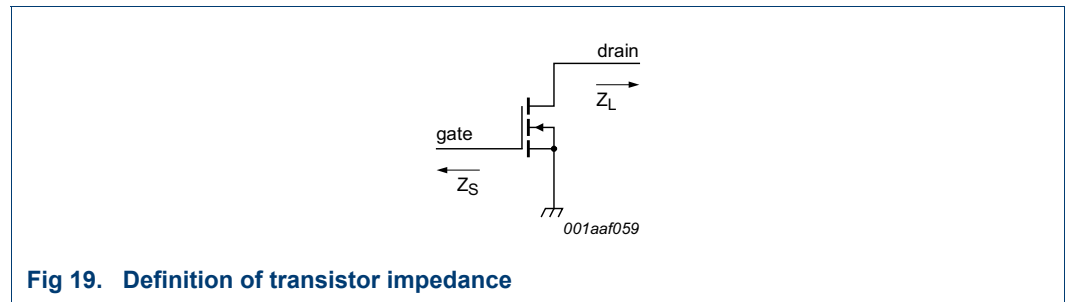 drain
Z_L
gate
Z_S
001aaf059
Fig 19. Definition of transistor impedance